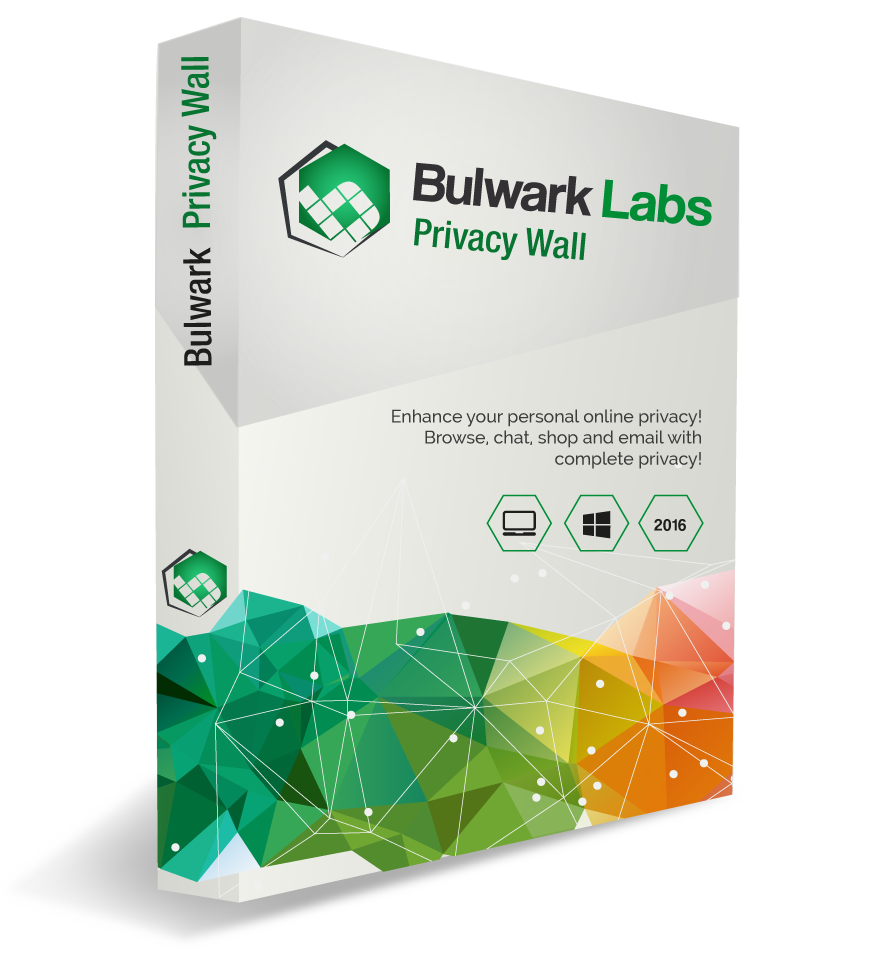 Bulwark Privacy Wall
Bulwark Labs
Privacy Wall
Enhance your personal online privacy!
Browse, chat, shop and email with
complete privacy!
2016